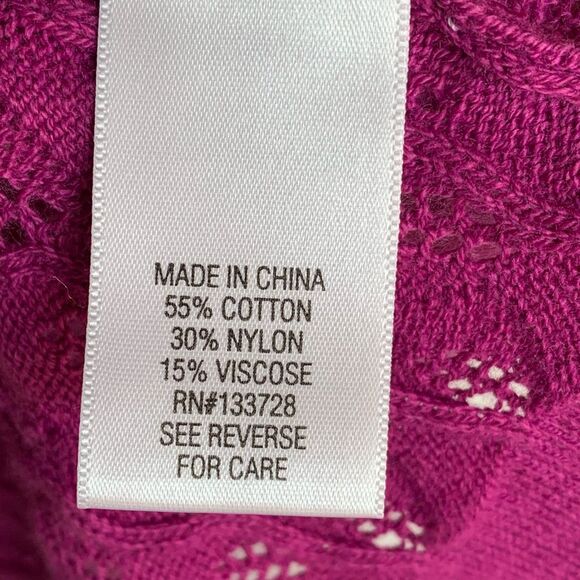 MADE IN CHINA
55% COTTON
30% NYLON
15% VISCOSE
RN#133728
SEE REVERSE
FOR CARE